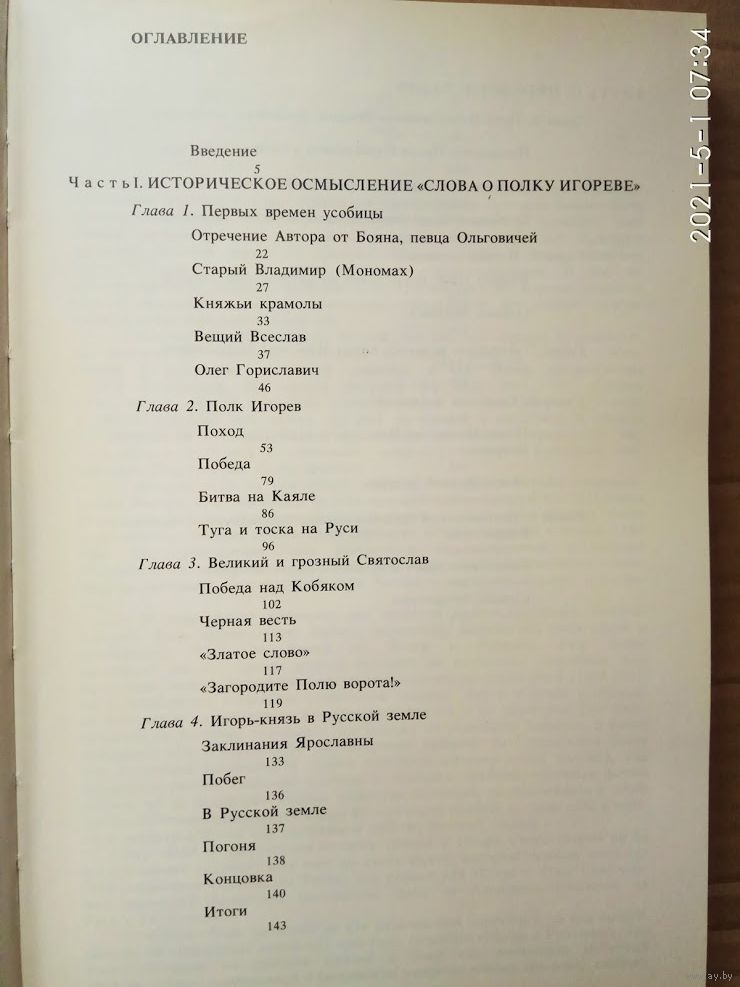 ОГЛАВЛЕНИЕ
Введение
5
Часть I. ИСТОРИЧЕСКОЕ ОСМЫСЛЕНИЕ «СЛОВА О ПОЛКУ ИГОРЕВЕ»
Глава 1. Первых времен усобицы
Отречение Автора от Бояна, певца Ольговичей
22
Старый Владимир (Мономах)
27
Княжьи крамолы
33
Вещий Всеслав
37
Олег Гориславич
46
Глава 2. Полк Игорев
Поход
53
Победа
79
Битва на Каяле
86
Туга и тоска на Руси
96
Глава 3. Великий и грозный Святослав
Победа над Кобяком
102
Черная весть
113
«Златое слово»
117
«Загородите Полю ворота!»
119
Глава 4. Игорь-князь в Русской земле
Заклинания Ярославны
133
Побег
136
В Русской земле
137
Погоня
138
Концовка
140
Итоги
143
2021-5-1 07:34